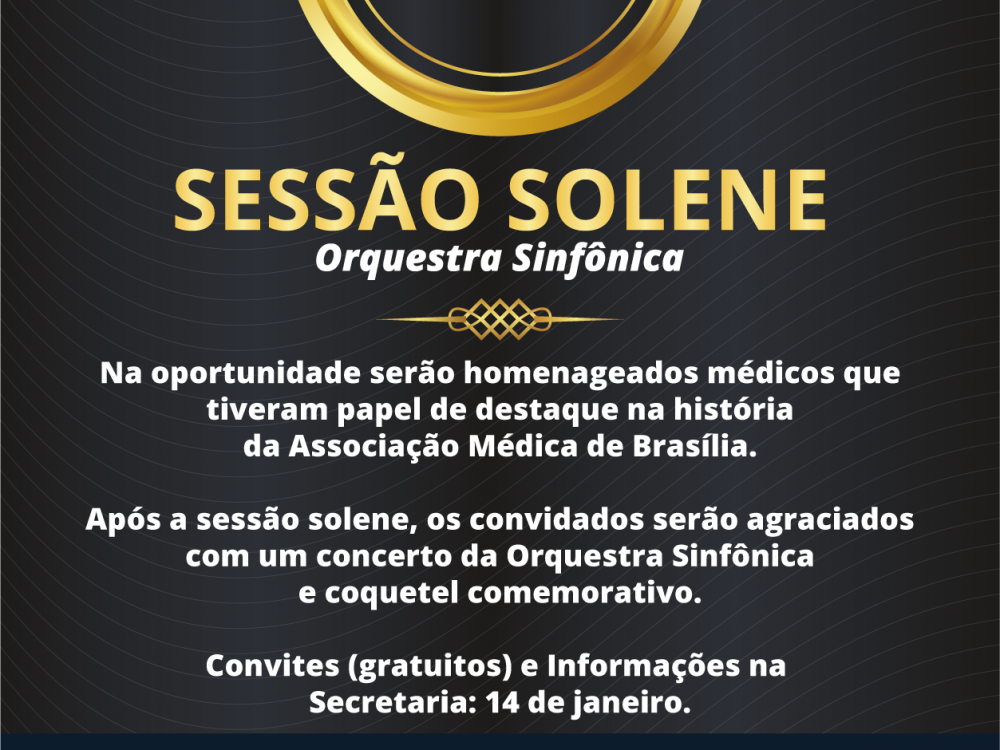 SESSÃO SOLENE
Orquestra Sinfônica
Na oportunidade serão homenageados médicos que
tiveram papel de destaque na história
da Associação Médica de Brasília.
Após a sessão solene, os convidados serão agraciados
com um concerto da Orquestra Sinfônica
e coquetel comemorativo.
Convites (gratuitos) e Informações na
Secretaria: 14 de janeiro.